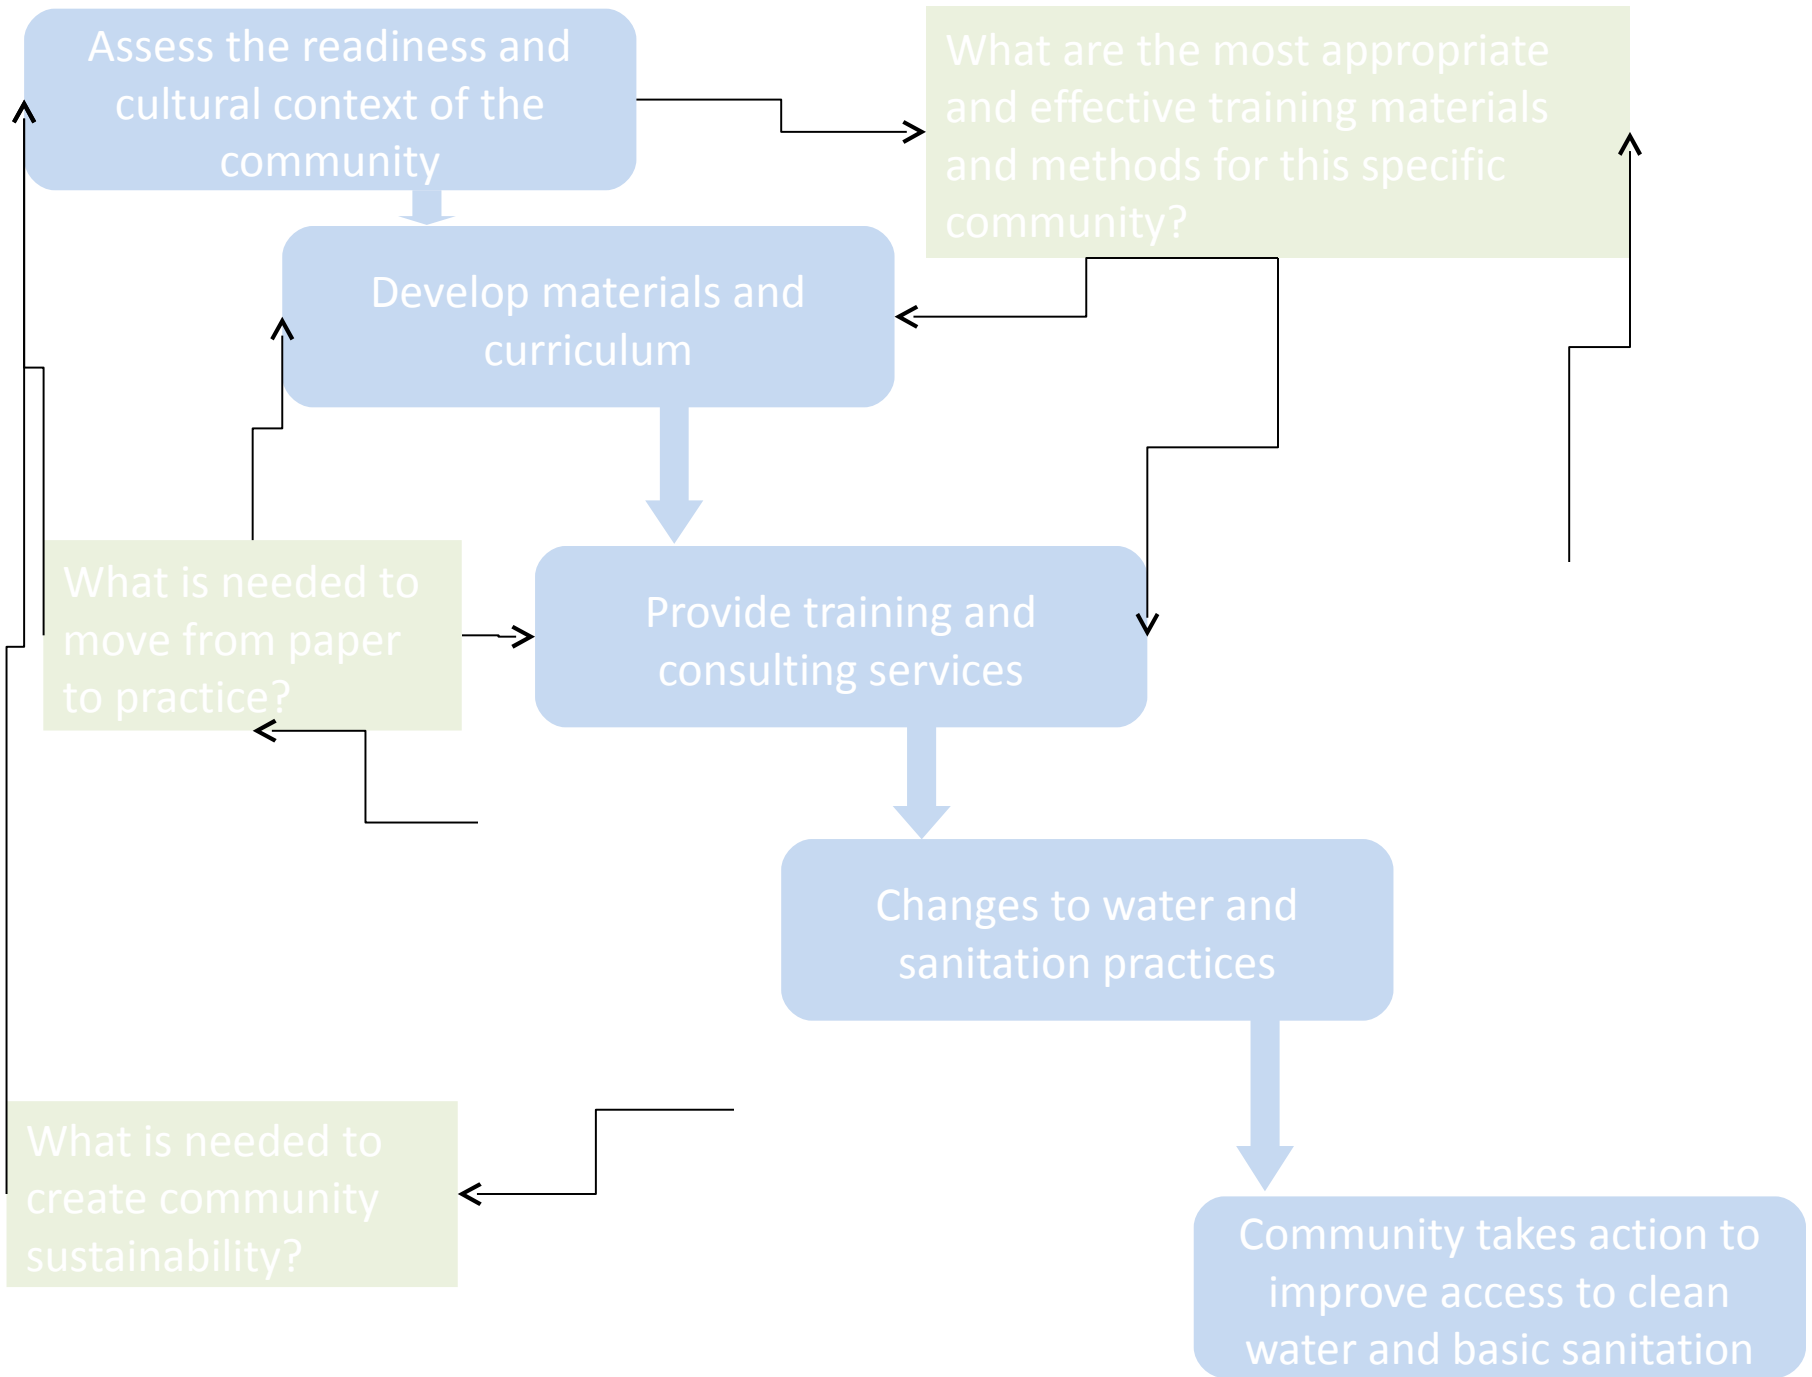 Assess the readiness and
cultural context of the
community
What are the most appropriate
and effective training materials
and methods for this specific
community?
Develop materials and
curriculum
What is needed to
move from paper
to practice?
Provide training and
consulting services
Changes to water and
sanitation practices
What is needed to
create community
sustainability?
Community takes action to
improve access to clean
water and basic sanitation